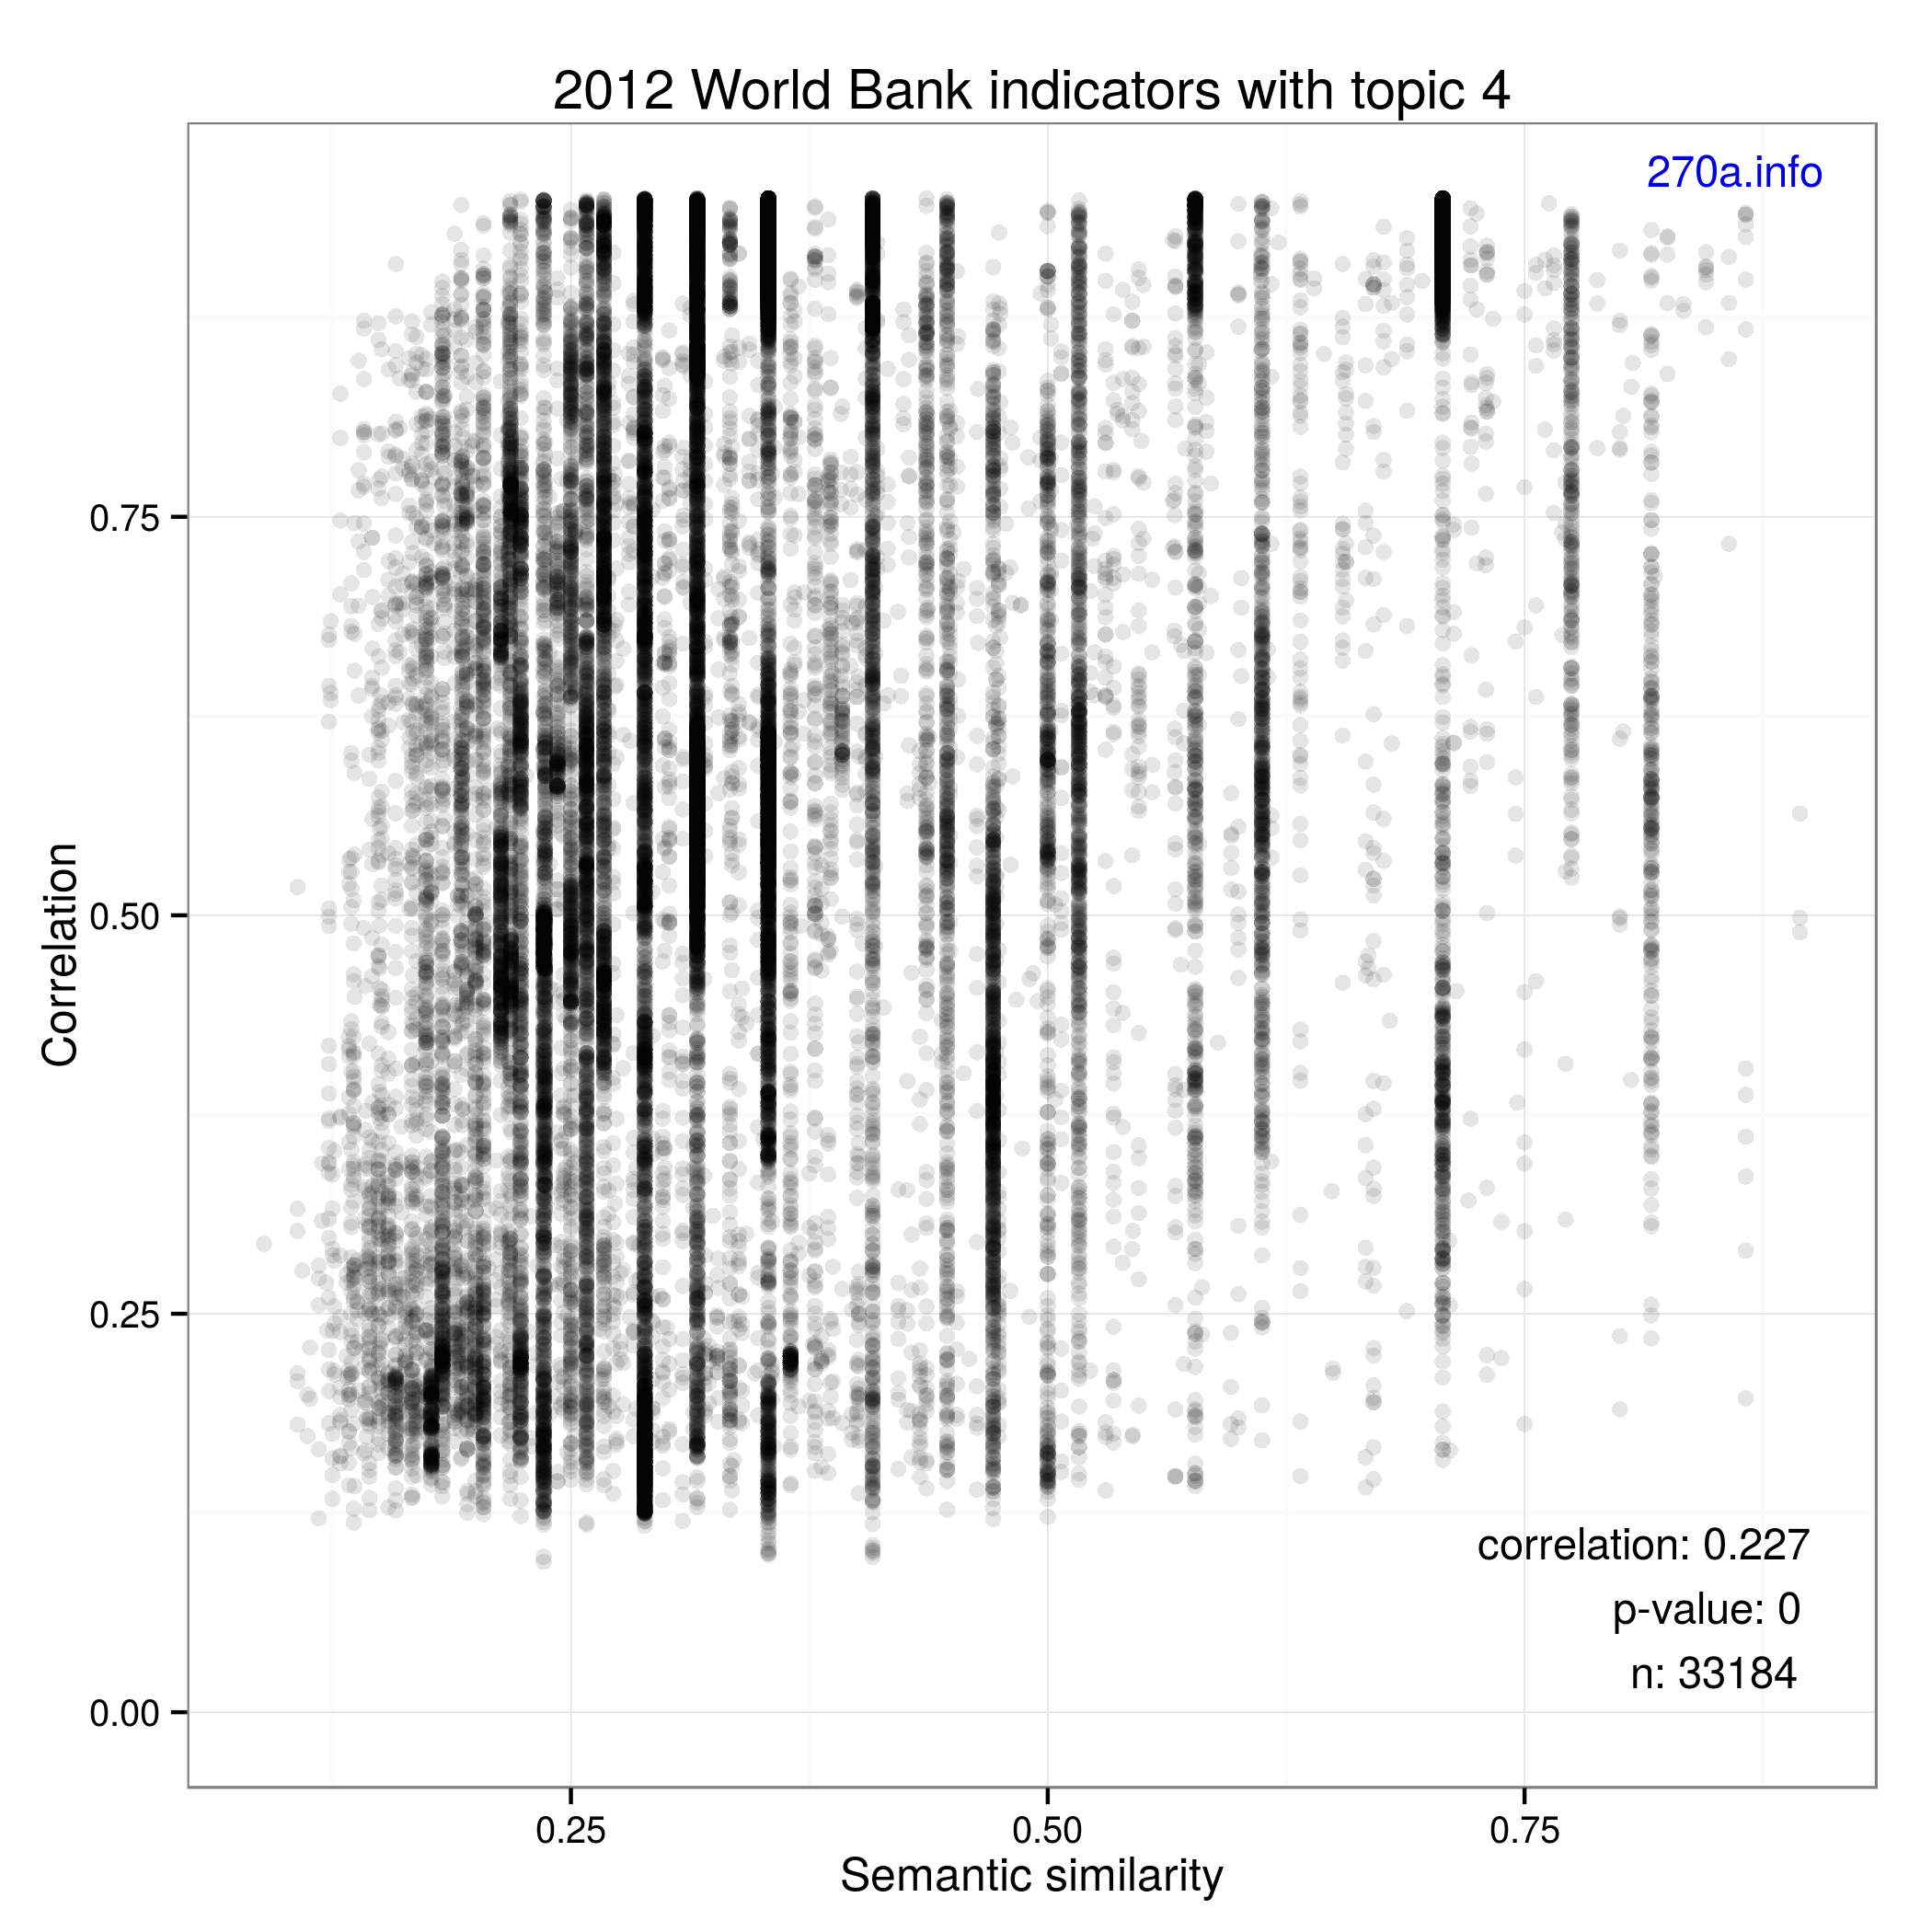 2012 World Bank indicators with topic 4
270a.info
0.75
0.50
0.25
0.00
Correlation
correlation: 0.227
p-value: 0
n: 33184
0.25 0.50 0.75
Semantic similarity